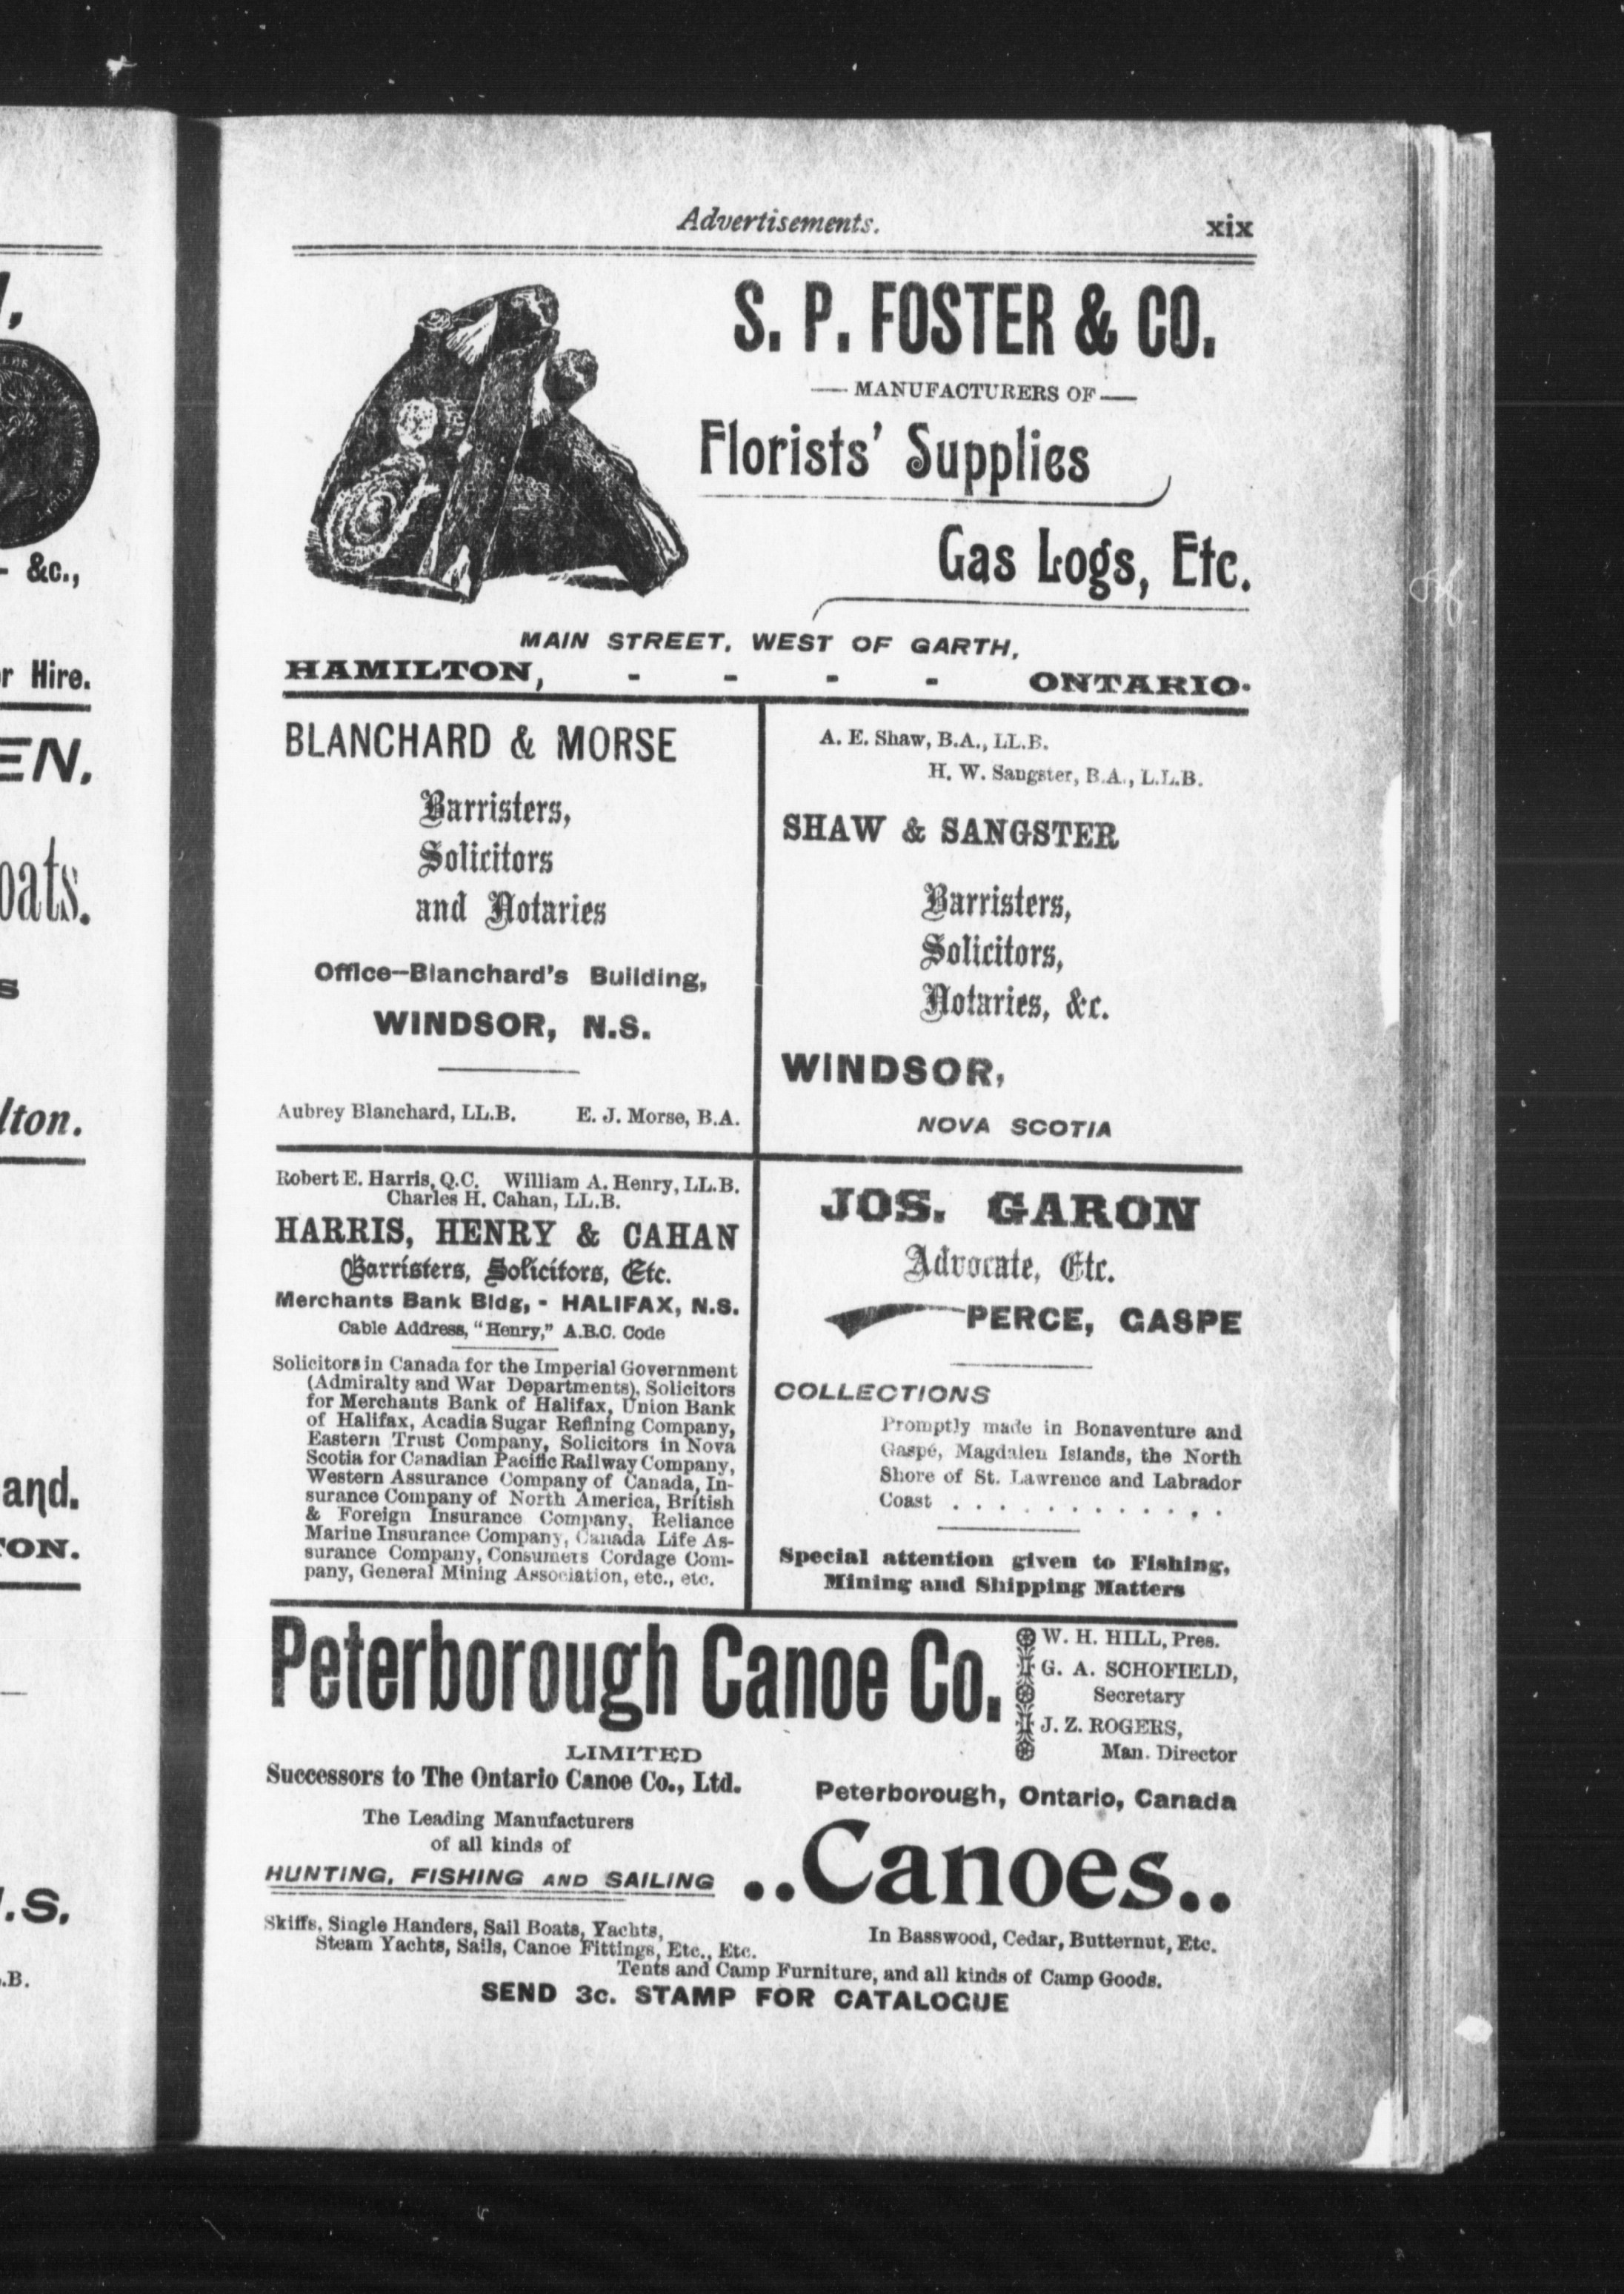 Advertisements. xix
S. P. FOSTER & CO.
— MANUFACTURERS OF —
Florists' Supplies
Gas Logs, Etc.
MAIN STREET, WEST OF GARTH,
HAMILTON, - - - - ONTARIO.
BLANCHARD & MORSE
Barristers,
Solicitors
and Notaries
Office—Blanchard's Building,
WINDSOR, N.S.
Aubrey Blanchard, LL.B. E. J. Morse, B.A.
A. E. Shaw, B.A., LL.B.
H. W. Sangster, B.A., L.L.B.
SHAW & SANGSTER
Barristers,
Solicitors,
Notaries, &c.
WINDSOR,
NOVA SCOTIA
Robert E. Harris, Q.C. William A. Henry, LL.B.
Charles H. Cahan, LL.B.
HARRIS, HENRY & CAHAN
Barristers, Solicitors, Etc.
Merchants Bank Bldg, - HALIFAX, N.S.
Cable Address, "Henry," A.B.C. Code
Solicitors in Canada for the Imperial Government
(Admiralty and War Departments), Solicitors
for Merchants Bank of Halifax, Union Bank
of Halifax, Acadia Sugar Refining Company,
Eastern Trust Company, Solicitors in Nova
Scotia for Canadian Pacific Railway Company,
Western Assurance Company of Canada, In-
surance Company of North America, British
& Foreign Insurance Company, Reliance
Marine Insurance Company, Canada Life As-
surance Company, Consumers Cordage Com-
pany, General Mining Association, etc., etc.
JOS. GARON
Advocate, Etc.
PERCE, GASPE
COLLECTIONS
Promptly made in Bonaventure and
Gaspé, Magdalen Islands, the North
Shore of St. Lawrence and Labrador
Coast . . . . . . . . . . . .
Special attention given to Fishing,
Mining and Shipping Matters
Peterborough Canoe Co.
LIMITED
Successors to The Ontario Canoe Co., Ltd.
W. H. HILL, Pres.
G. A. SCHOFIELD,
Secretary
J. Z. ROGERS,
Man. Director
Peterborough, Ontario, Canada
The Leading Manufacturers
of all kinds of
HUNTING, FISHING AND SAILING
..Canoes..
Skiffs, Single Handers, Sail Boats, Yachts,
Steam Yachts, Sails, Canoe Fittings, Etc., Etc.
In Basswood, Cedar, Butternut, Etc.
Tents and Camp Furniture, and all kinds of Camp Goods.
SEND 3c. STAMP FOR CATALOGUE
&c.,
Hire.